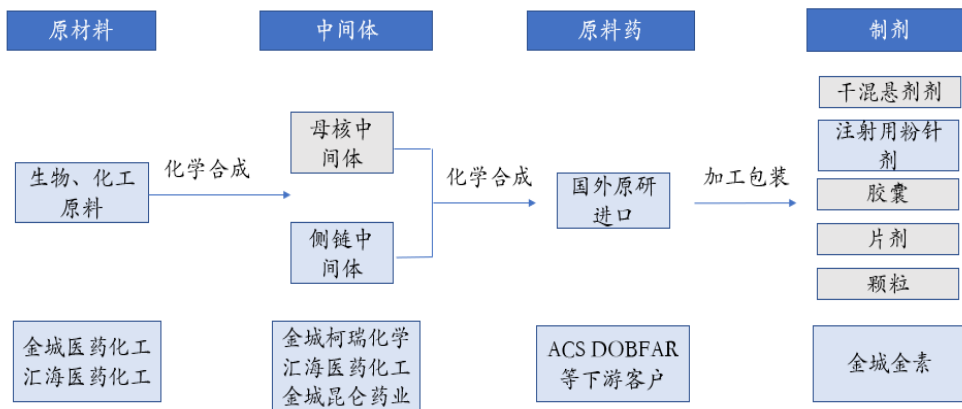 原材料
中间体
原料药
制剂
生物、化工
原料
化学合成
母核中
间体
侧链中
间体
化学合成
国外原研
进口
加工包装
干混悬剂剂
注射用粉针
剂
胶囊
片剂
颗粒
金城医药化工
汇海医药化工
金城柯瑞化学
汇海医药化工
金城昆仑药业
ACS DOBFAR
等下游客户
金城金素